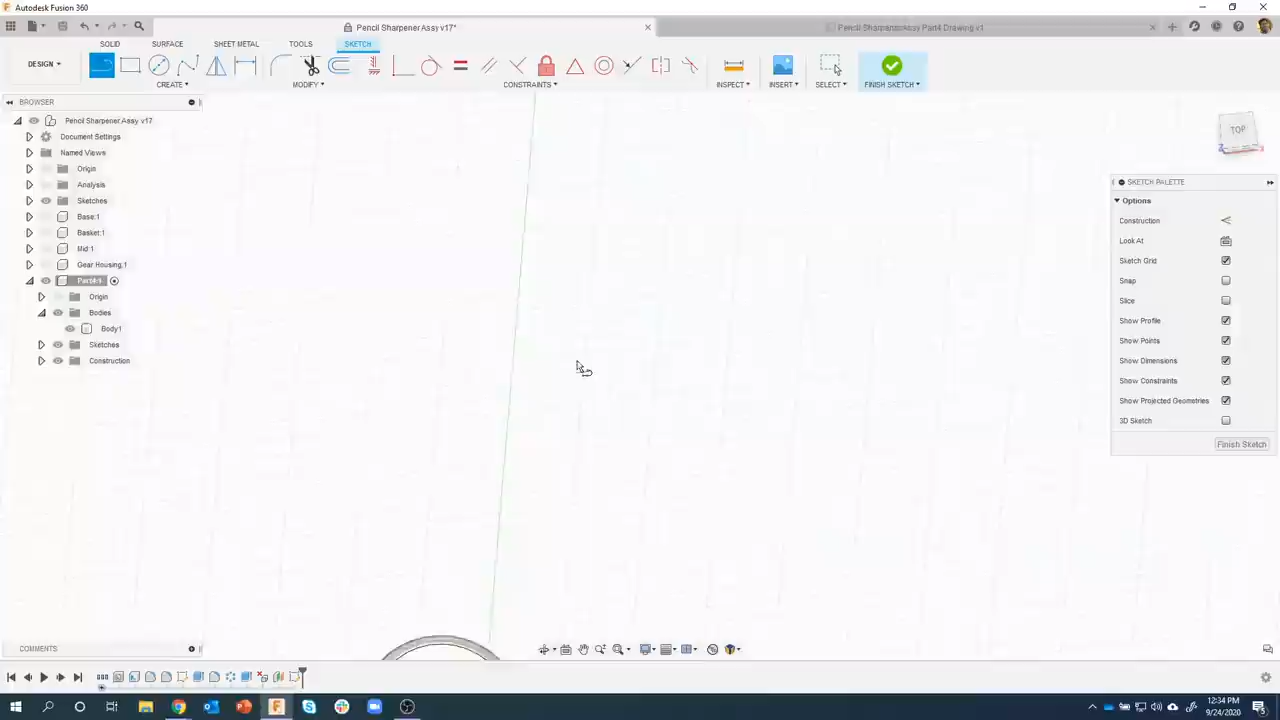 Autodesk Fusion 360
Pencil Sharpener Assy v17*
Pencil Sharpener Assy Part4 Drawing v1
SOLID
SURFACE
SHEET METAL
TOOLS
SKETCH
DESIGN
CREATE
MODIFY
CONSTRAINTS
INSPECT
INSERT
SELECT
FINISH SKETCH
BROWSER
Pencil Sharpener Assy v17
Document Settings
Named Views
Origin
Analysis
Sketches
Base:1
Basket:1
Mid:1
Gear Housing:1
Part4:1
Origin
Bodies
Body1
Sketches
Construction
TOP
SKETCH PALETTE
Options
Construction
Look At
Sketch Grid
Snap
Slice
Show Profile
Show Points
Show Dimensions
Show Constraints
Show Projected Geometries
3D Sketch
Finish Sketch
COMMENTS
12:34 PM
9/24/2020